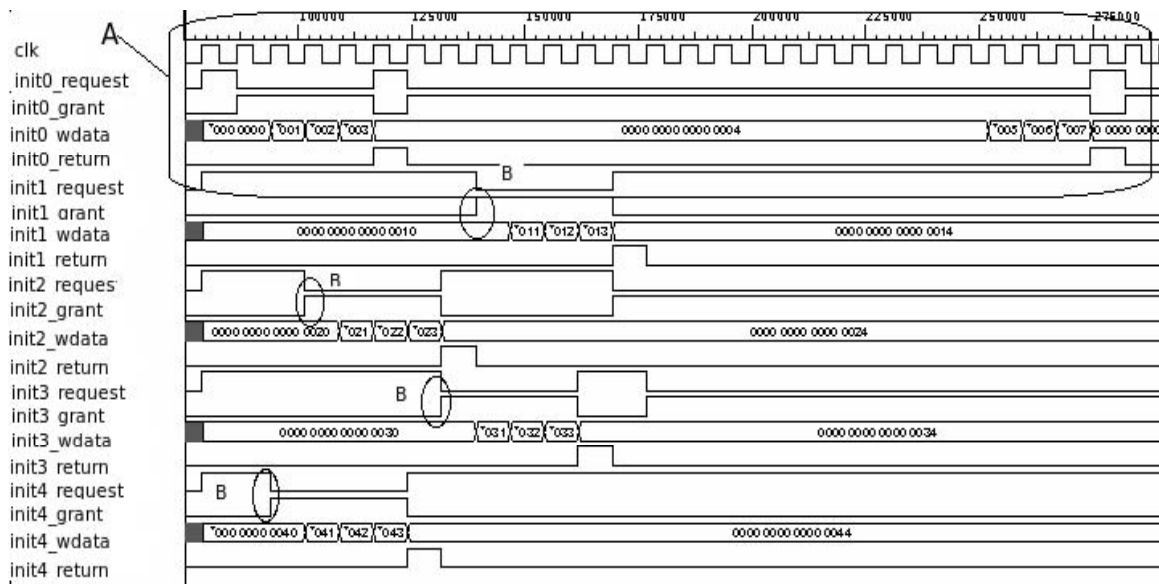 100000 125000 150000 175000 200000 225000 250000 275000
A
clk
init0_request
init0_grant
init0_wdata *000 0000 *001 *002 *003 0000 0000 0000 0004 *005 *006 *007 0 0000 0000
init0_return
B
init1 request
init1 grant
init1 wdata 0000 0000 0000 0010 *011 *012 *013 0000 0000 0000 0014
init1 return
init2 reques
R
init2_grant
init2_wdata 0000 0000 0000 0020 *021 *022 *023 0000 0000 0000 0024
init2 return
init3 request
B
init3 grant
init3_wdata 0000 0000 0000 0030 *031 *032 *033 0000 0000 0000 0034
init3 return
init4 request
B
init4_grant
init4_wdata *000 0000 0040 *041 *042 *043 0000 0000 0000 0044
init4 return